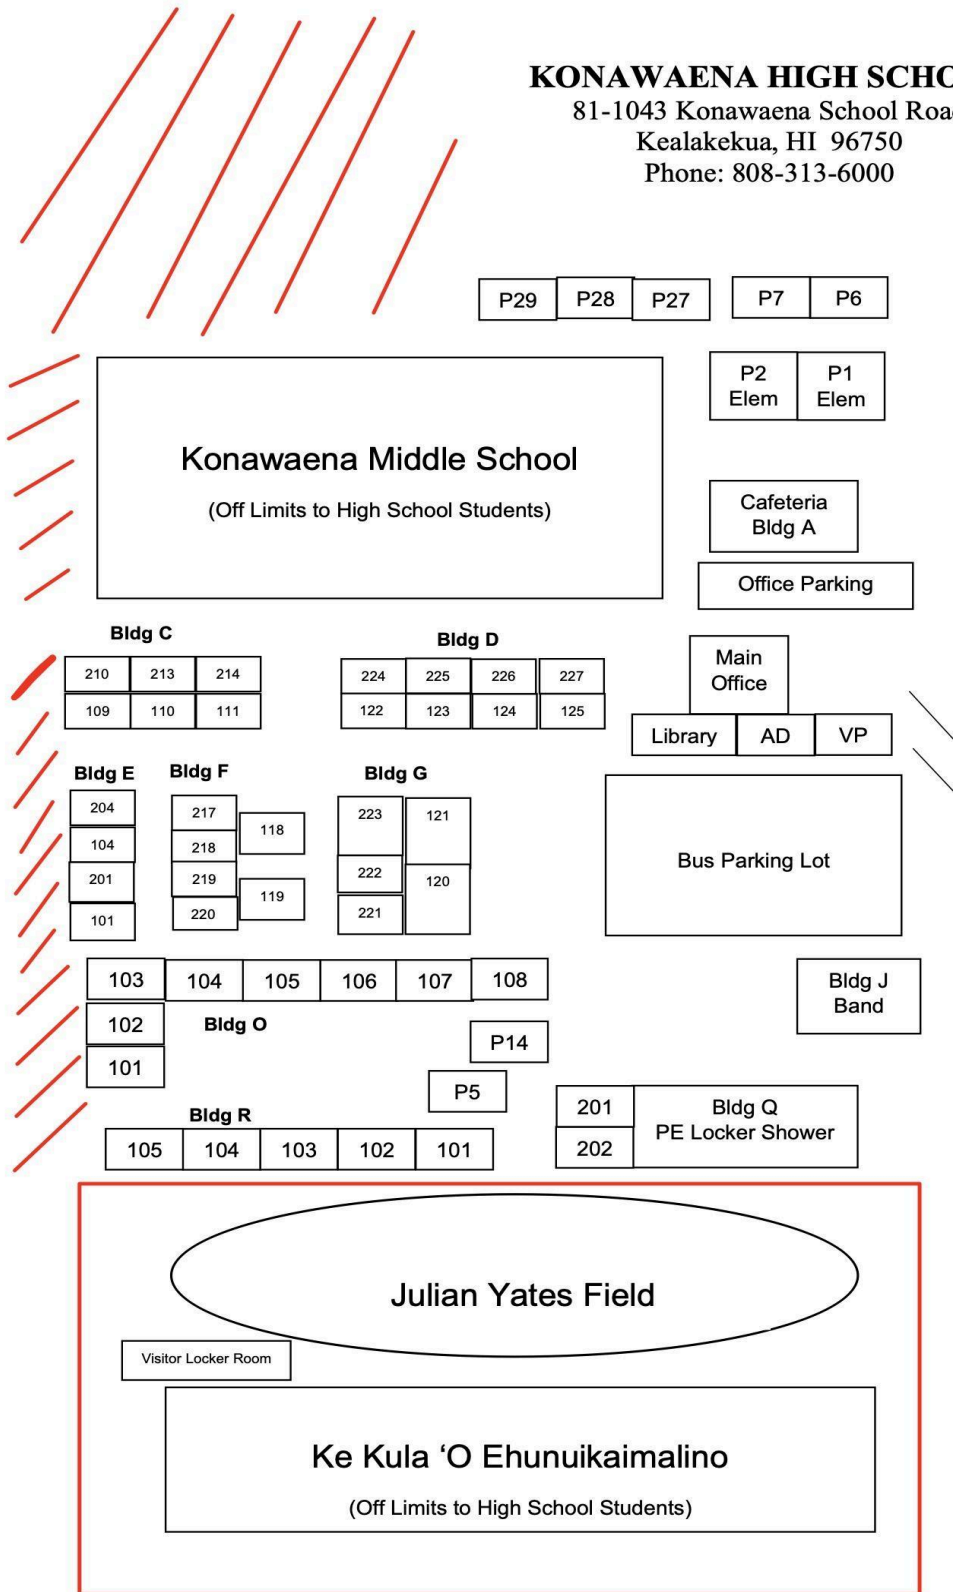 KONAWAENA HIGH SCHO
81-1043 Konawaena School Roa
Kealakekua, HI 96750
Phone: 808-313-6000
P29 P28 P27 P7 P6
P2 Elem
P1 Elem
Konawaena Middle School
(Off Limits to High School Students)
Cafeteria
Bldg A
Office Parking
Bldg C
210 213 214
109 110 111
Bldg D
224 225 226 227
122 123 124 125
Main
Office
Library AD VP
Bldg E
204
104
201
101
Bldg F
217
218
219
220
118
119
Bldg G
223
222
221
121
120
Bus Parking Lot
103 104 105 106 107 108
102
101
Bldg O
P14
P5
Bldg J
Band
Bldg R
105 104 103 102 101
201
202
Bldg Q
PE Locker Shower
Julian Yates Field
Visitor Locker Room
Ke Kula ‘O Ehunuikaimalino
(Off Limits to High School Students)